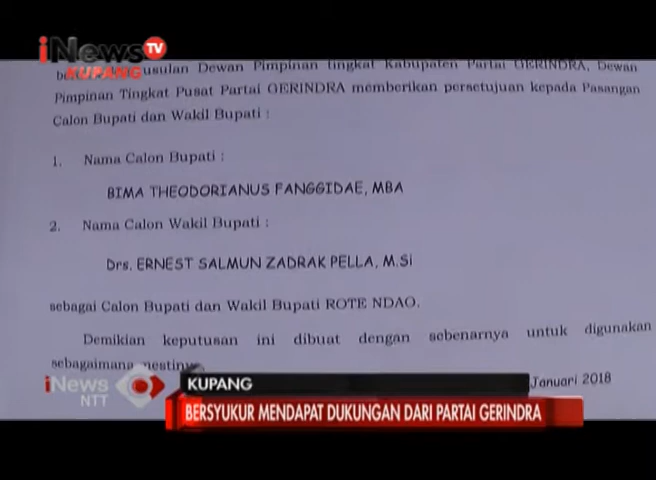 iNews TV
KUPANG
usulan Dewan Pimpinan tingkat Kabupaten Partai GERINDRA, Dewan
Pimpinan Tingkat Pusat Partai GERINDRA memberikan persetujuan kepada Pasangan
Calon Bupati dan Wakil Bupati :
1. Nama Calon Bupati :
BIMA THEODORIANUS FANGGIDAE, MBA
2. Nama Calon Wakil Bupati :
Drs. ERNEST SALMUN ZADRAK PELLA, M.Si
sebagai Calon Bupati dan Wakil Bupati ROTE NDAO.
Demikian keputusan ini dibuat dengan sebenarnya untuk digunakan
sebagaimana
Januari 2018
iNews
NTT
KUPANG
BERSYUKUR MENDAPAT DUKUNGAN DARI PARTAI GERINDRA